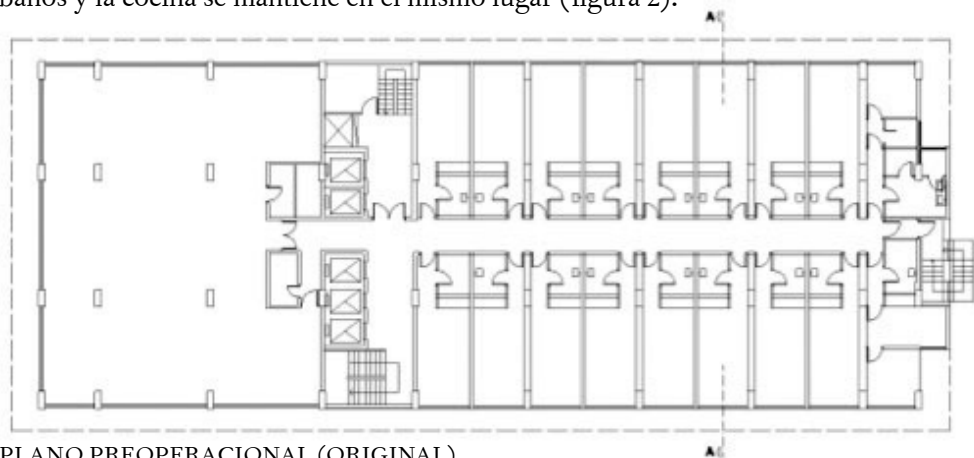 baños y la cocina se mantiene en el mismo lugar (figura 2).
A
PLANO PREOPERACIONAL (ORIGINAL)
A